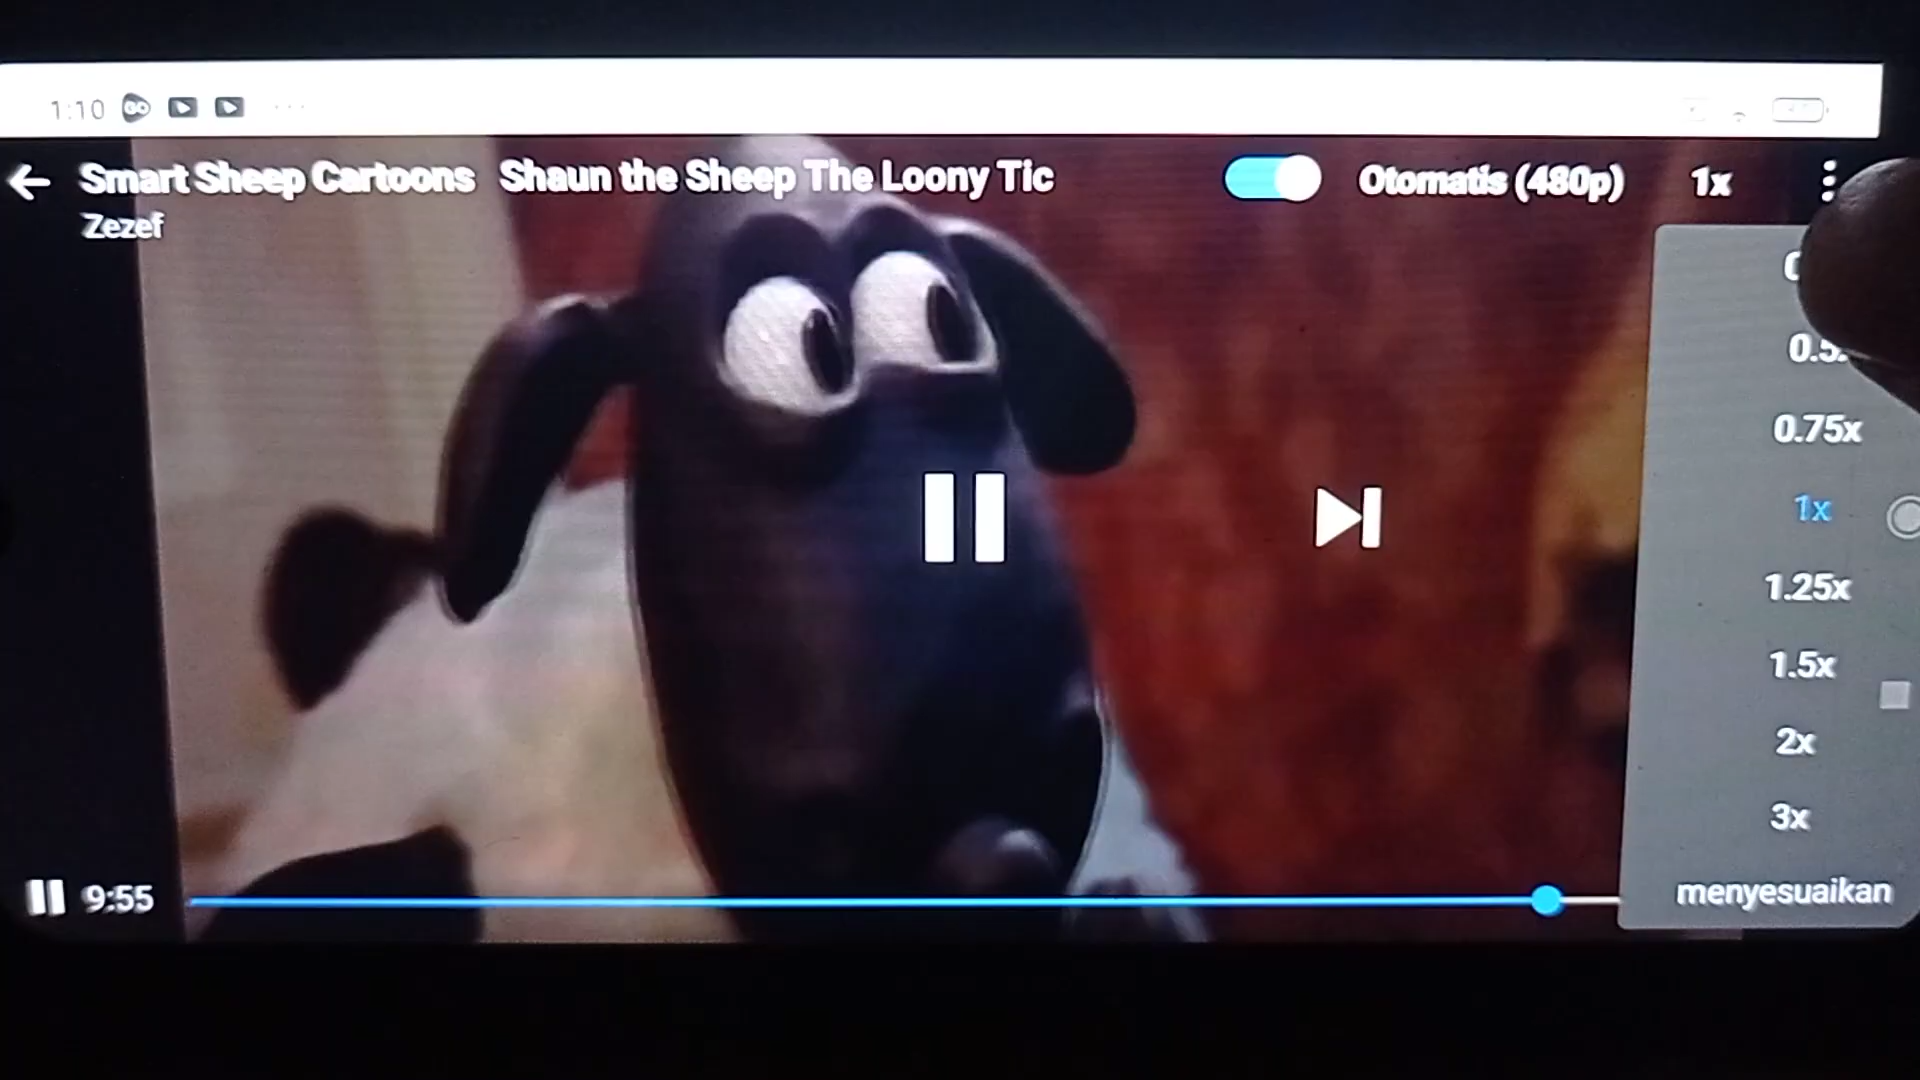 1:10
Smart Sheep Cartoons Shaun the Sheep The Loony Tic
Otomatis (480p)
1x
Zezef
0.75x
1x
1.25x
1.5x
2x
3x
menyesuaikan
9:55